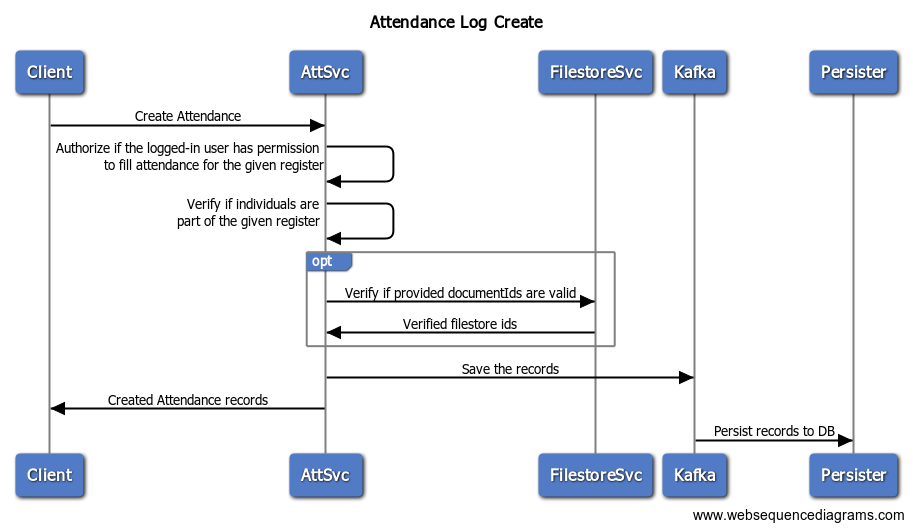 Attendance Log Create
Client
AttSvc
FilestoreSvc
Kafka
Persister
Create Attendance
Authorize if the logged-in user has permission
to fill attendance for the given register
Verify if individuals are
part of the given register
opt
Verify if provided documentIds are valid
Verified filestore ids
Save the records
Created Attendance records
Persist records to DB
Client
AttSvc
FilestoreSvc
Kafka
Persister
www.websequencediagrams.com